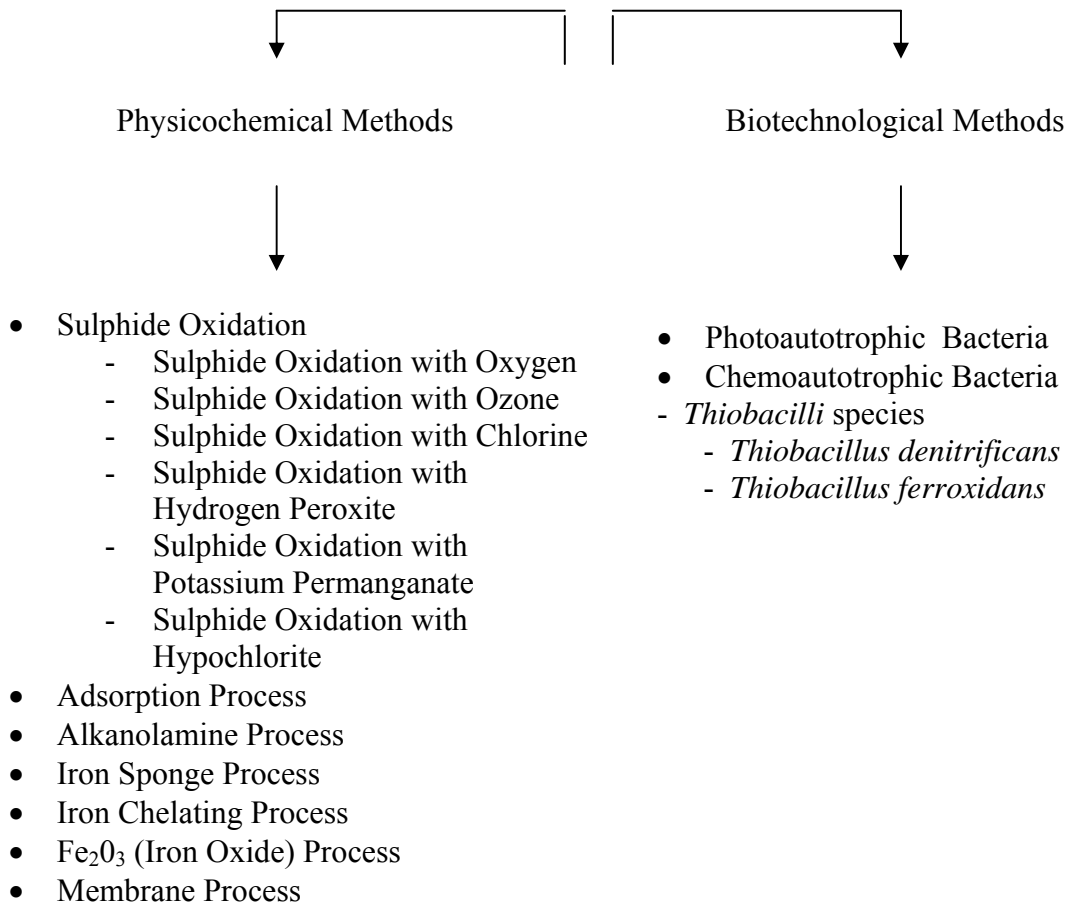 Physicochemical Methods
Biotechnological Methods
• Sulphide Oxidation
- Sulphide Oxidation with Oxygen
- Sulphide Oxidation with Ozone
- Sulphide Oxidation with Chlorine
- Sulphide Oxidation with
Hydrogen Peroxite
- Sulphide Oxidation with
Potassium Permanganate
- Sulphide Oxidation with
Hypochlorite
• Adsorption Process
• Alkanolamine Process
• Iron Sponge Process
• Iron Chelating Process
• Fe₂0₃ (Iron Oxide) Process
• Membrane Process
• Photoautotrophic Bacteria
• Chemoautotrophic Bacteria
- Thiobacilli species
- Thiobacillus denitrificans
- Thiobacillus ferroxidans